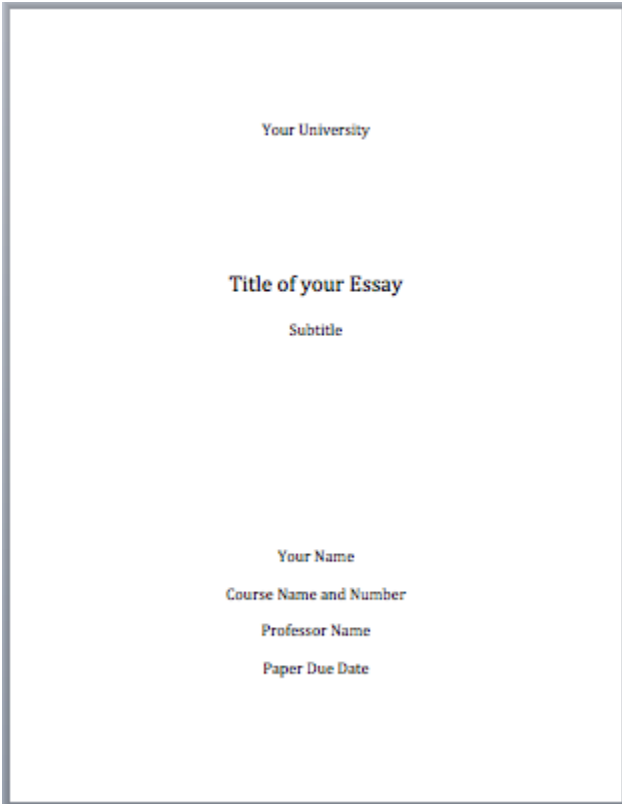 Your University
Title of your Essay
Subtitle
Your Name
Course Name and Number
Professor Name
Paper Due Date